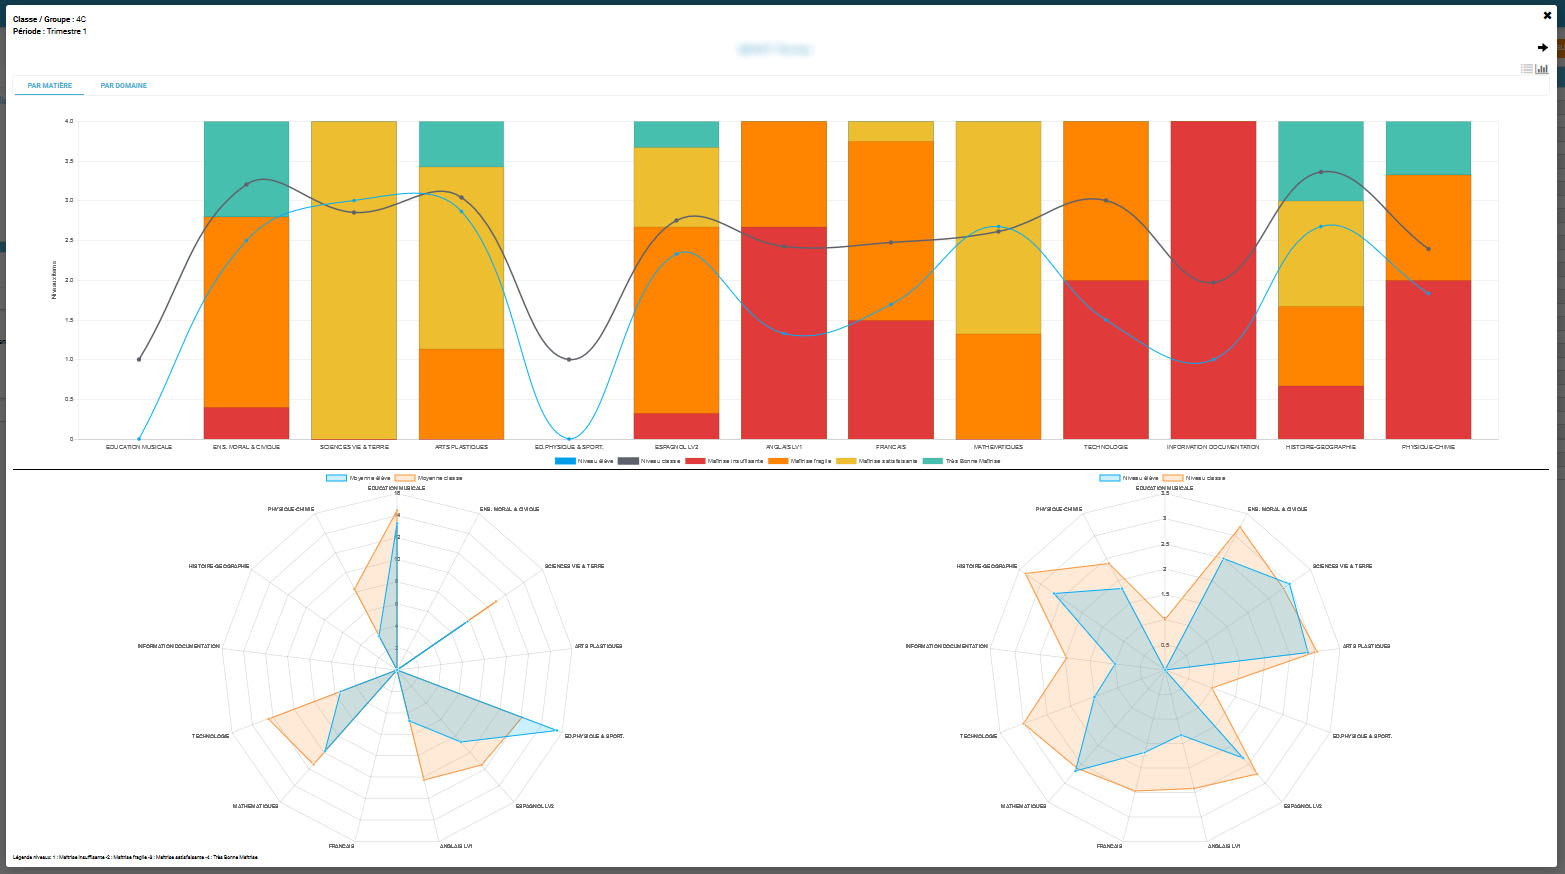 Classe / Groupe : 4C
Période : Trimestre 1
PAR MATIÈRE PAR DOMAINE
4.0
3.5
3.0
2.5
2.0
1.5
1.0
0.5
0
Niveaux items
EDUCATION MUSICALE ENS. MORAL & CIVIQUE SCIENCES VIE & TERRE ARTS PLASTIQUES ED.PHYSIQUE & SPORT. ESPAGNOL LV2 ANGLAIS LV1 FRANCAIS MATHEMATIQUES TECHNOLOGIE INFORMATION DOCUMENTATION HISTOIRE-GEOGRAPHIE PHYSIQUE-CHIMIE
Niveau élève Niveau classe Maîtrise insuffisante Maîtrise fragile Maîtrise satisfaisante Très Bonne Maîtrise
Moyenne élève Moyenne classe
EDUCATION MUSICALE
16
PHYSIQUE-CHIMIE ENS. MORAL & CIVIQUE
14
12
10
HISTOIRE-GEOGRAPHIE SCIENCES VIE & TERRE
8
6
4
INFORMATION DOCUMENTATION ARTS PLASTIQUES
2
TECHNOLOGIE ED.PHYSIQUE & SPORT.
MATHEMATIQUES ESPAGNOL LV2
FRANCAIS ANGLAIS LV1
Niveau élève Niveau classe
EDUCATION MUSICALE
3.5
PHYSIQUE-CHIMIE ENS. MORAL & CIVIQUE
3
2.5
HISTOIRE-GEOGRAPHIE SCIENCES VIE & TERRE
2
1.5
1
INFORMATION DOCUMENTATION ARTS PLASTIQUES
0.5
TECHNOLOGIE ED.PHYSIQUE & SPORT.
MATHEMATIQUES ESPAGNOL LV2
FRANCAIS ANGLAIS LV1
Légende niveaux: 1 : Maîtrise insuffisante -2 : Maîtrise fragile -3 : Maîtrise satisfaisante -4 : Très Bonne Maîtrise